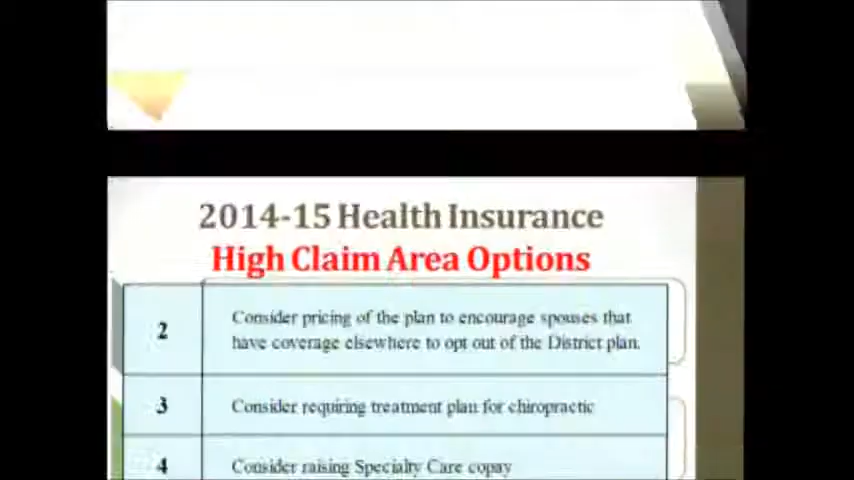 2014-15 Health Insurance
High Claim Area Options
2
Consider pricing of the plan to encourage spouses that
have coverage elsewhere to opt out of the District plan.
3
Consider requiring treatment plan for chiropractic
4
Consider raising Specialty Care copay